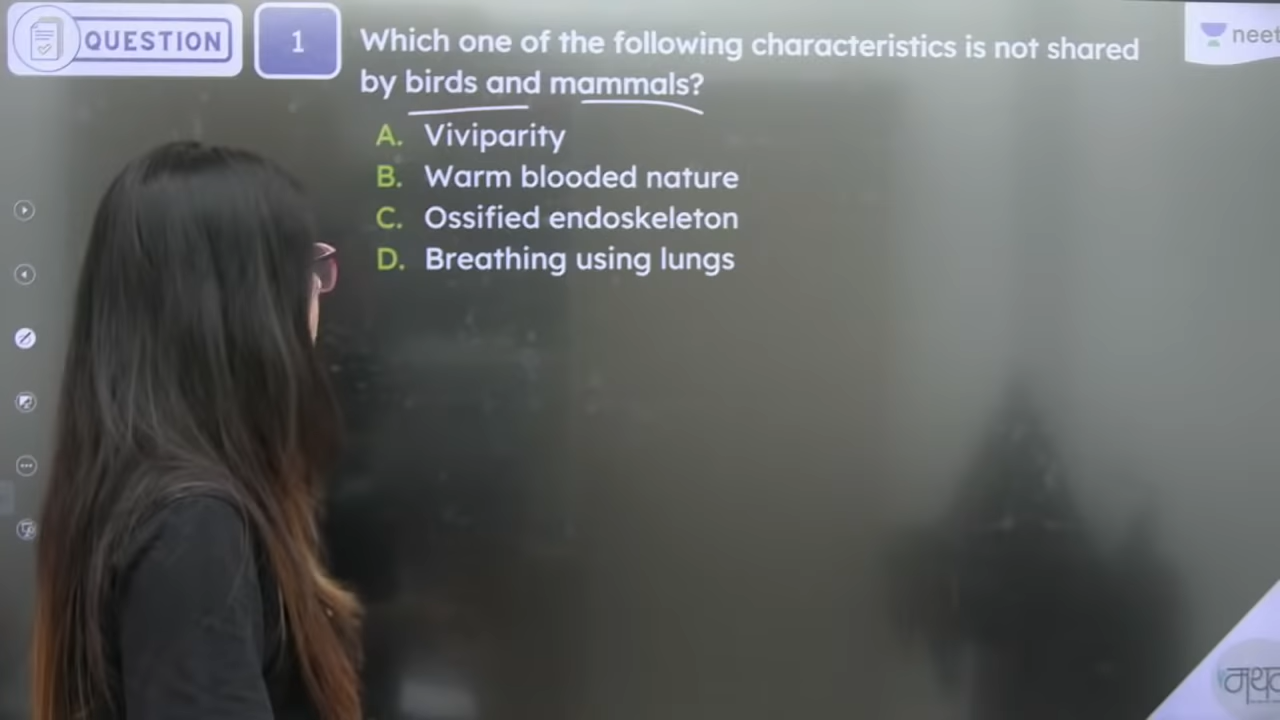 QUESTION
1
Which one of the following characteristics is not shared
by birds and mammals?
A. Viviparity
B. Warm blooded nature
C. Ossified endoskeleton
D. Breathing using lungs
neet